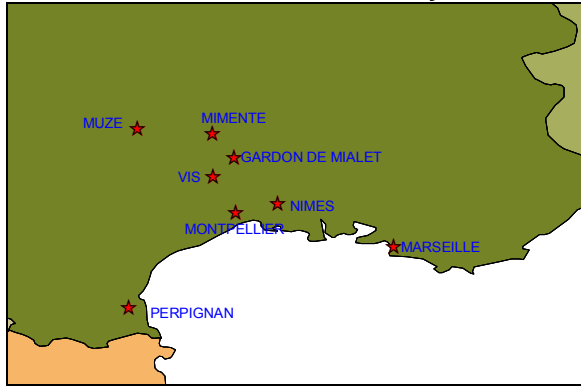 MUZE
MIMENTE
GARDON DE MIALET
VIS
NIMES
MONTPELLIER
MARSEILLE
PERPIGNAN